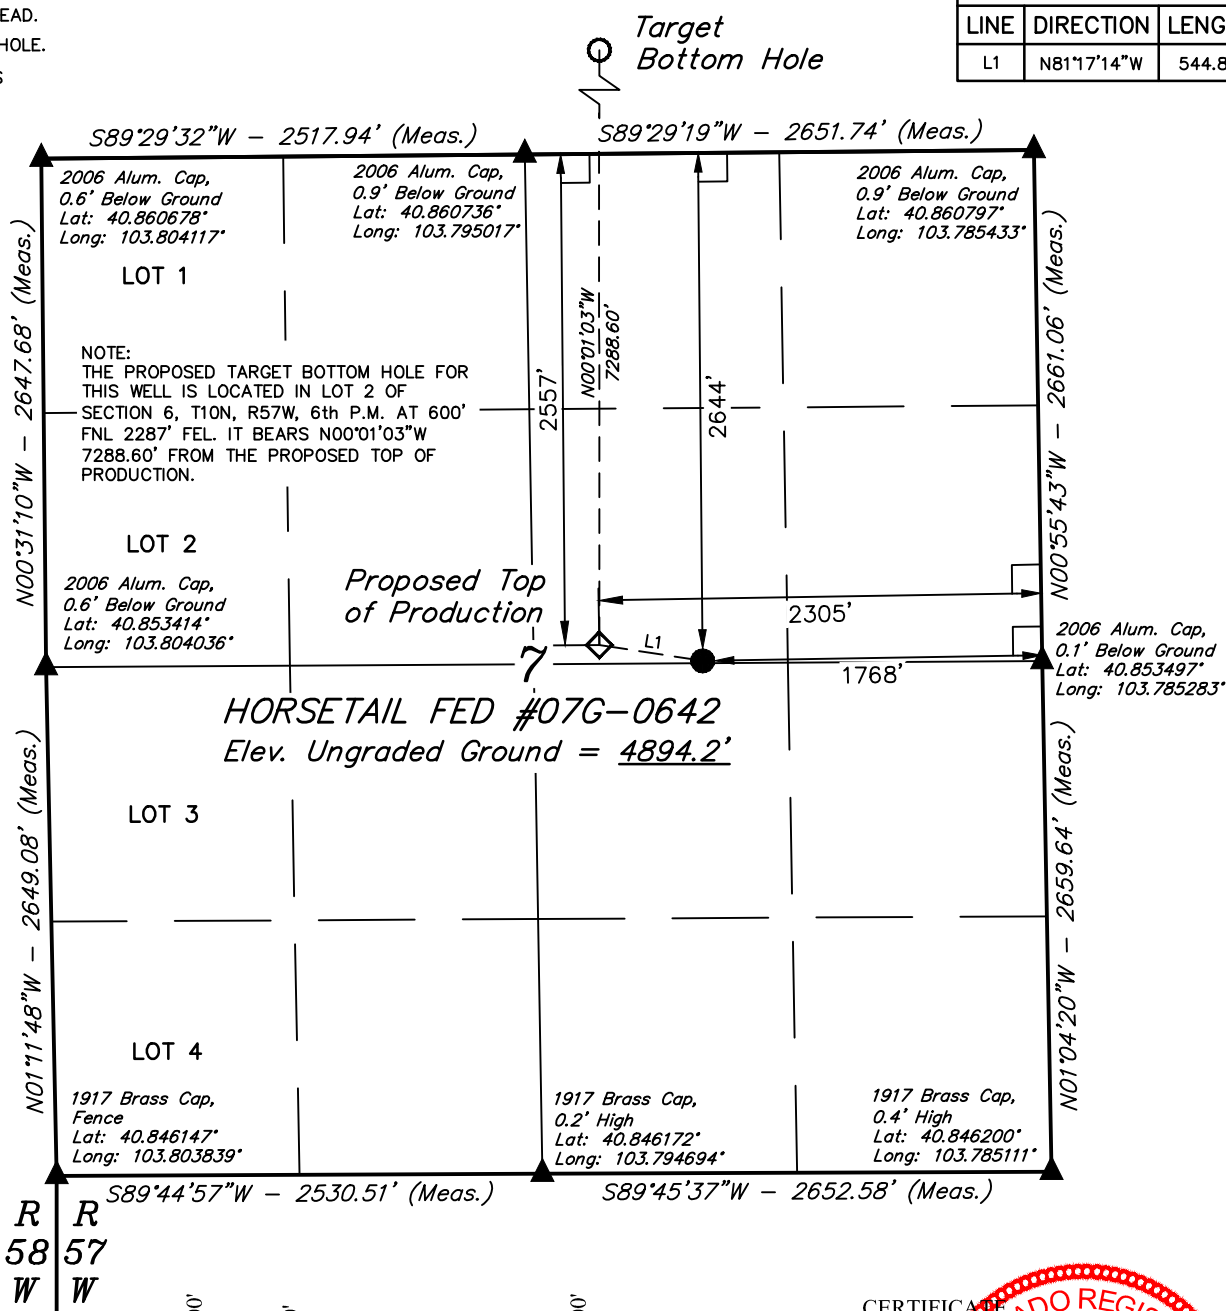 EAD.
HOLE.
S
Target
Bottom Hole
LINE DIRECTION LENG
L1 N81°17'14"W 544.8
S89°29'32"W – 2517.94' (Meas.)
S89°29'19"W – 2651.74' (Meas.)
2006 Alum. Cap,
0.6' Below Ground
Lat: 40.860678°
Long: 103.804117°
2006 Alum. Cap,
0.9' Below Ground
Lat: 40.860736°
Long: 103.795017°
2006 Alum. Cap,
0.9' Below Ground
Lat: 40.860797°
Long: 103.785433°
LOT 1
N00°31'10"W – 2647.68' (Meas.)
N00°55'43"W – 2661.06' (Meas.)
N00°01'03"W
7288.60'
2557'
2644'
NOTE:
THE PROPOSED TARGET BOTTOM HOLE FOR
THIS WELL IS LOCATED IN LOT 2 OF
SECTION 6, T10N, R57W, 6th P.M. AT 600'
FNL 2287' FEL. IT BEARS N00°01'03"W
7288.60' FROM THE PROPOSED TOP OF
PRODUCTION.
LOT 2
2006 Alum. Cap,
0.6' Below Ground
Lat: 40.853414°
Long: 103.804036°
Proposed Top
of Production
2305'
L1
1768'
2006 Alum. Cap,
0.1' Below Ground
Lat: 40.853497°
Long: 103.785283°
7
HORSETAIL FED #07G-0642
Elev. Ungraded Ground = 4894.2'
LOT 3
N01°11'48"W – 2649.08' (Meas.)
N01°04'20"W – 2659.64' (Meas.)
LOT 4
1917 Brass Cap,
Fence
Lat: 40.846147°
Long: 103.803839°
1917 Brass Cap,
0.2' High
Lat: 40.846172°
Long: 103.794694°
1917 Brass Cap,
0.4' High
Lat: 40.846200°
Long: 103.785111°
S89°44'57"W – 2530.51' (Meas.)
S89°45'37"W – 2652.58' (Meas.)
R R
58 57
W W
CERTIFICATE
ADO REGI